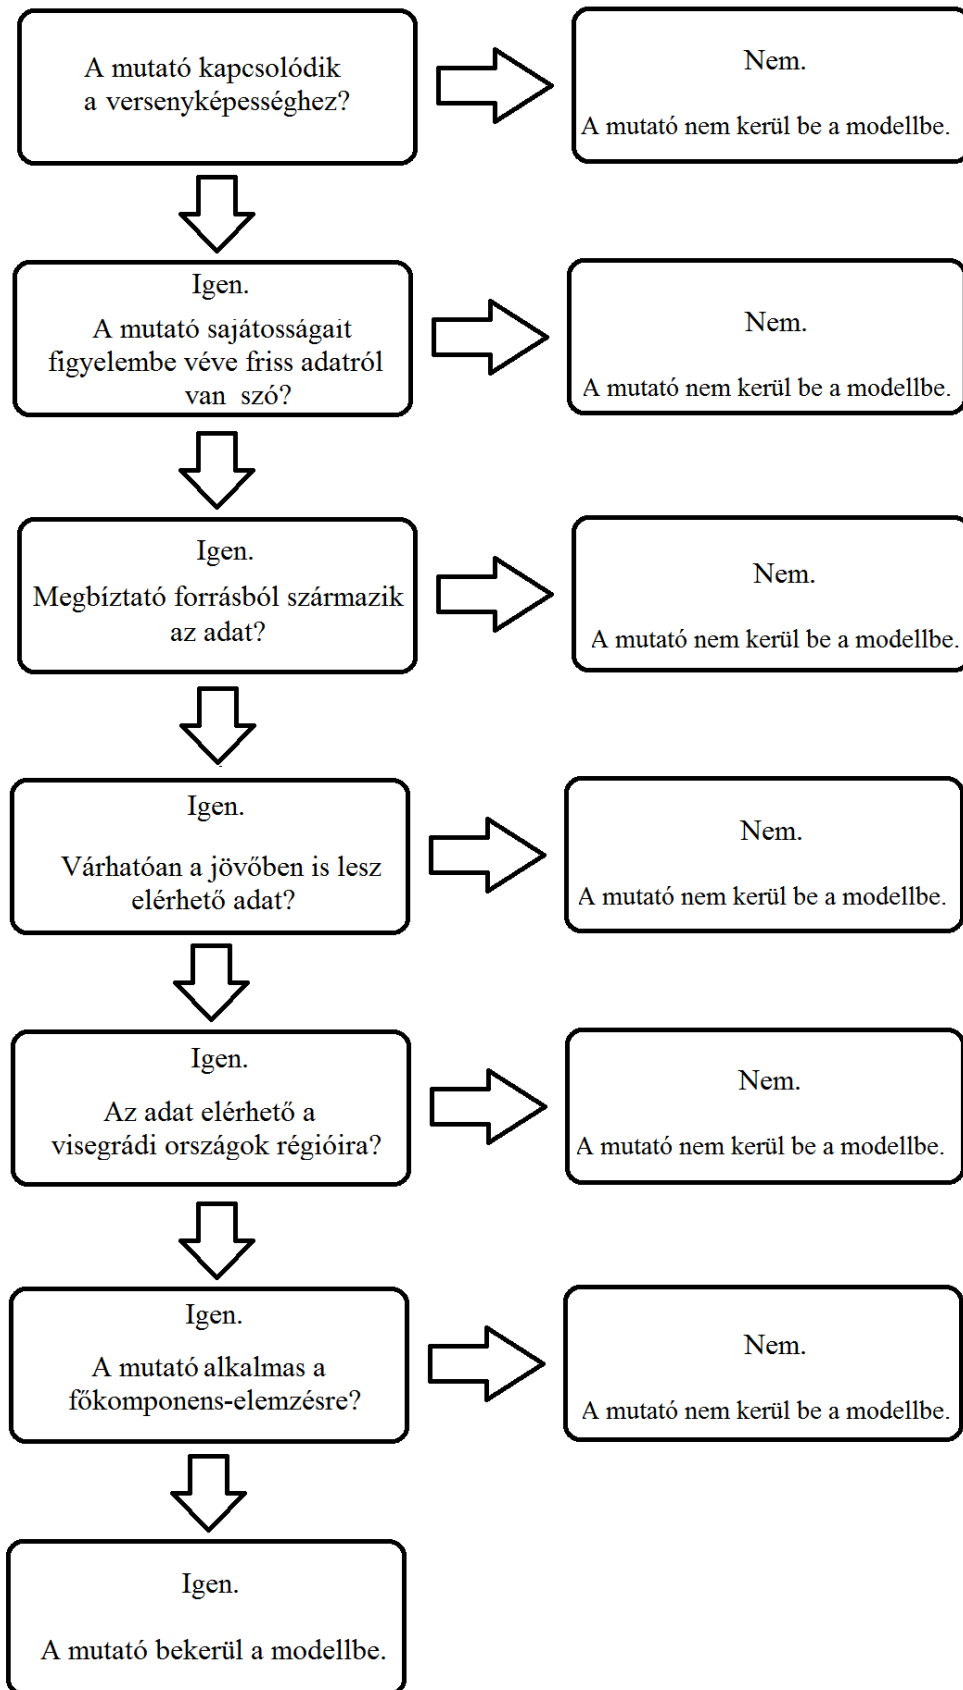 A mutató kapcsolódik
a versenyképességhez?
Nem.
A mutató nem kerül be a modellbe.
Igen.
A mutató sajátosságait
figyelembe véve friss adatról
van szó?
Nem.
A mutató nem kerül be a modellbe.
Igen.
Megbíztató forrásból származik
az adat?
Nem.
A mutató nem kerül be a modellbe.
Igen.
Várhatóan a jövőben is lesz
elérhető adat?
Nem.
A mutató nem kerül be a modellbe.
Igen.
Az adat elérhető a
visegrádi országok régióira?
Nem.
A mutató nem kerül be a modellbe.
Igen.
A mutató alkalmas a
főkomponens-elemzésre?
Nem.
A mutató nem kerül be a modellbe.
Igen.
A mutató bekerül a modellbe.